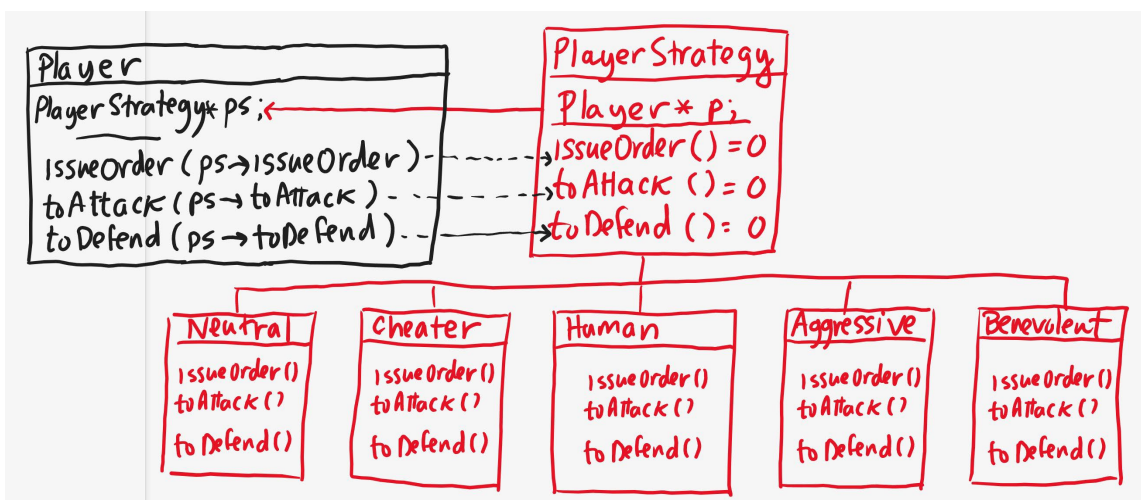 Player
PlayerStrategy* ps;
issueOrder (ps→issueOrder)
toAttack (ps→toAttack)
toDefend (ps→toDefend)
PlayerStrategy
Player* p;
issueOrder () = 0
toAttack () = 0
toDefend () = 0
Neutral
issueOrder ()
toAttack ()
toDefend ()
Cheater
issueOrder ()
toAttack ()
toDefend ()
Human
issueOrder ()
toAttack ()
toDefend ()
Aggressive
issueOrder ()
toAttack ()
toDefend ()
Benevolent
issueOrder ()
toAttack ()
toDefend ()